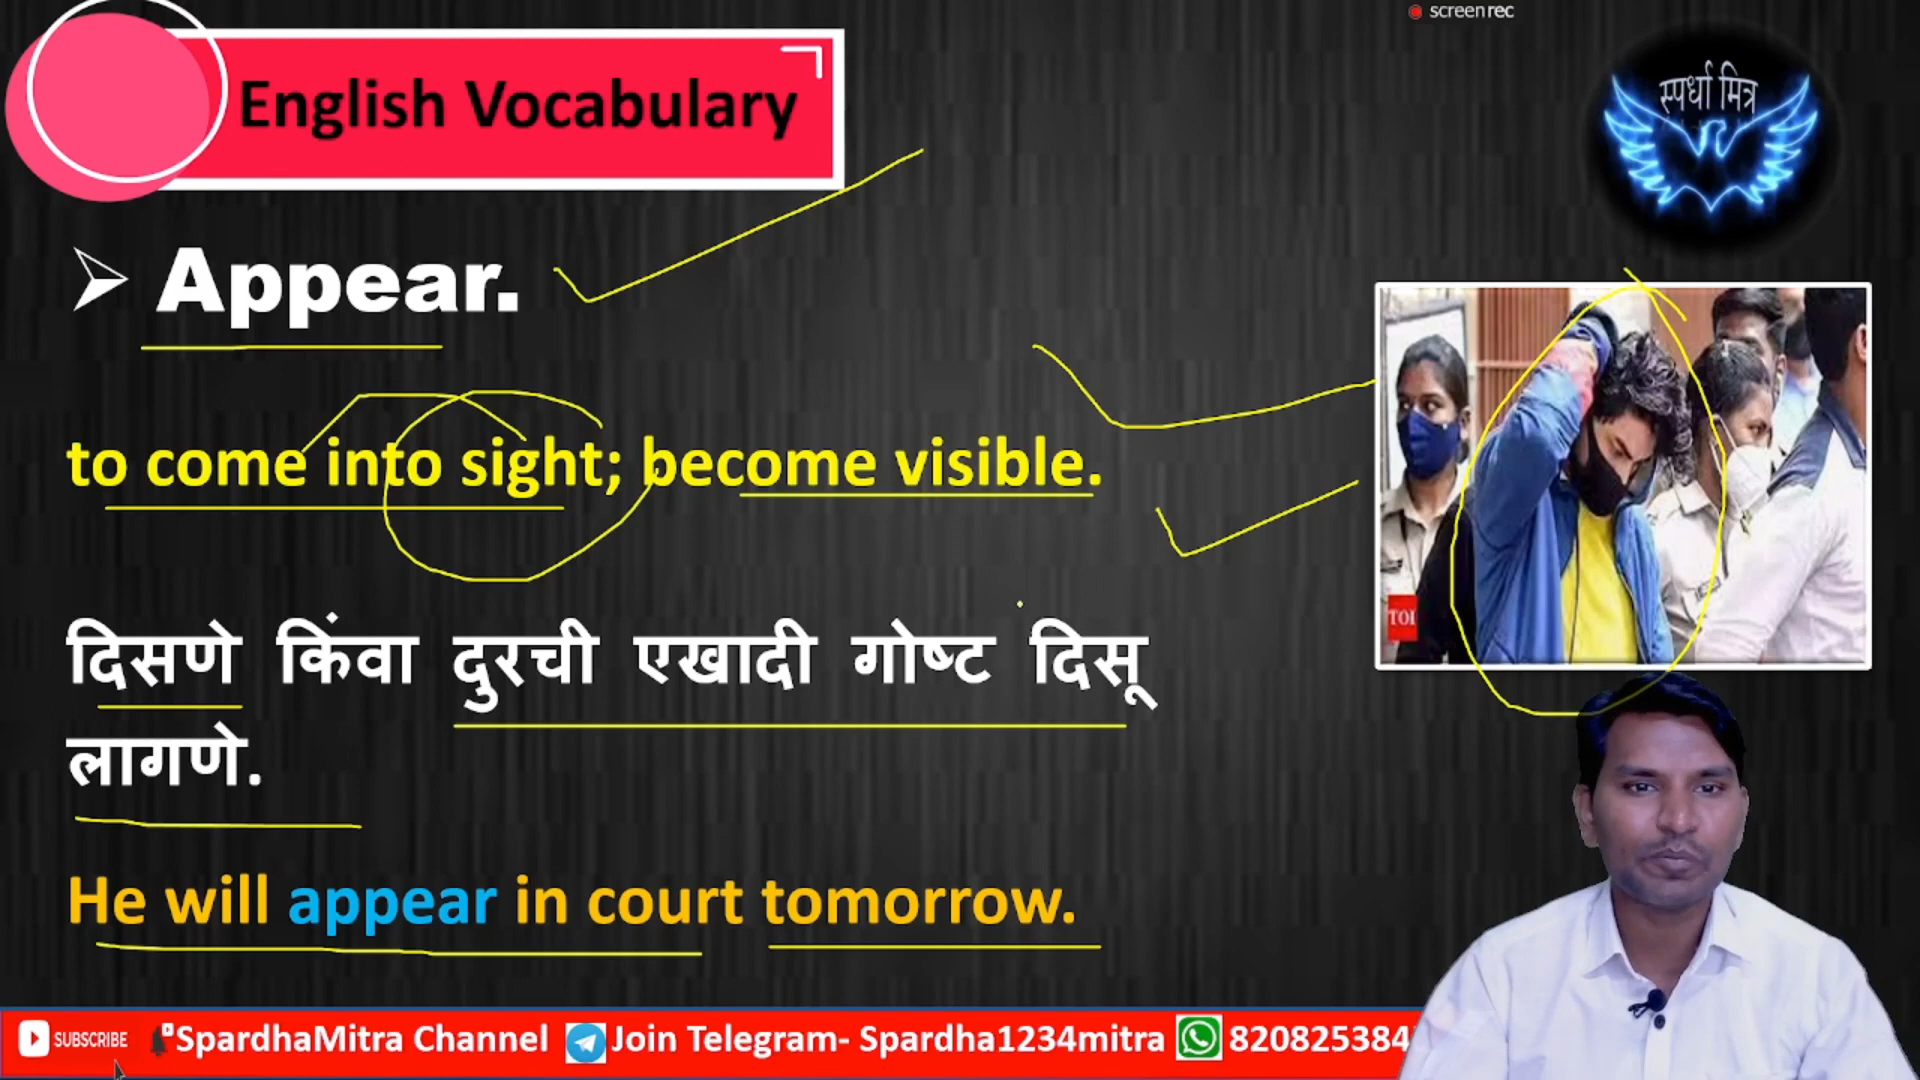 screenrec
English Vocabulary
स्पर्धा मित्र
Appear.
to come into sight; become visible.
TOI
दिसणे किंवा दुरची एखादी गोष्ट दिसू
लागणे.
He will appear in court tomorrow.
SUBSCRIBE SpardhaMitra Channel Join Telegram- Spardha1234mitra 820825384